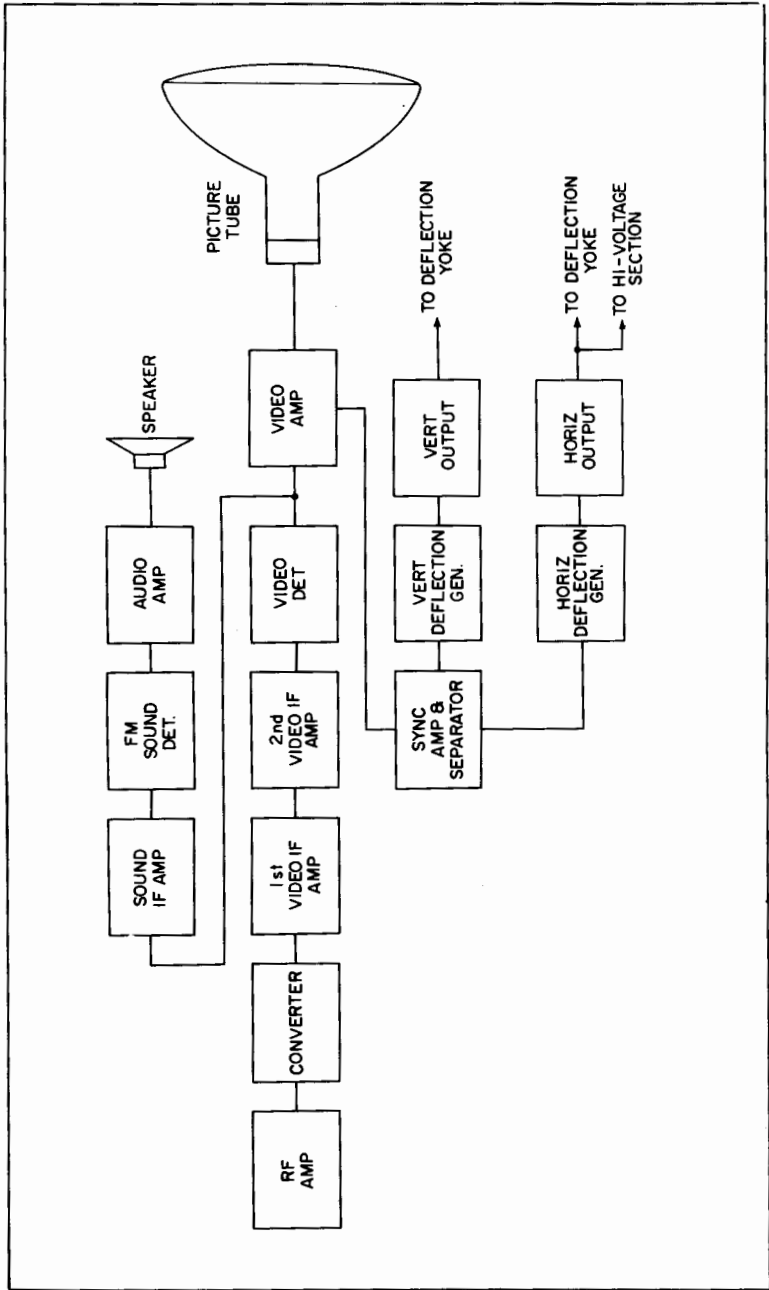 SPEAKER
AUDIO
AMP
FM
SOUND
DET.
SOUND
IF AMP
PICTURE
TUBE
VIDEO
AMP
VIDEO
DET
2nd
VIDEO IF
AMP
1st
VIDEO IF
AMP
CONVERTER
RF
AMP
SYNC
AMP &
SEPARATOR
VERT
DEFLECTION
GEN.
VERT
OUTPUT
TO DEFLECTION
YOKE
HORIZ
DEFLECTION
GEN.
HORIZ
OUTPUT
TO DEFLECTION
YOKE
TO HI-VOLTAGE
SECTION